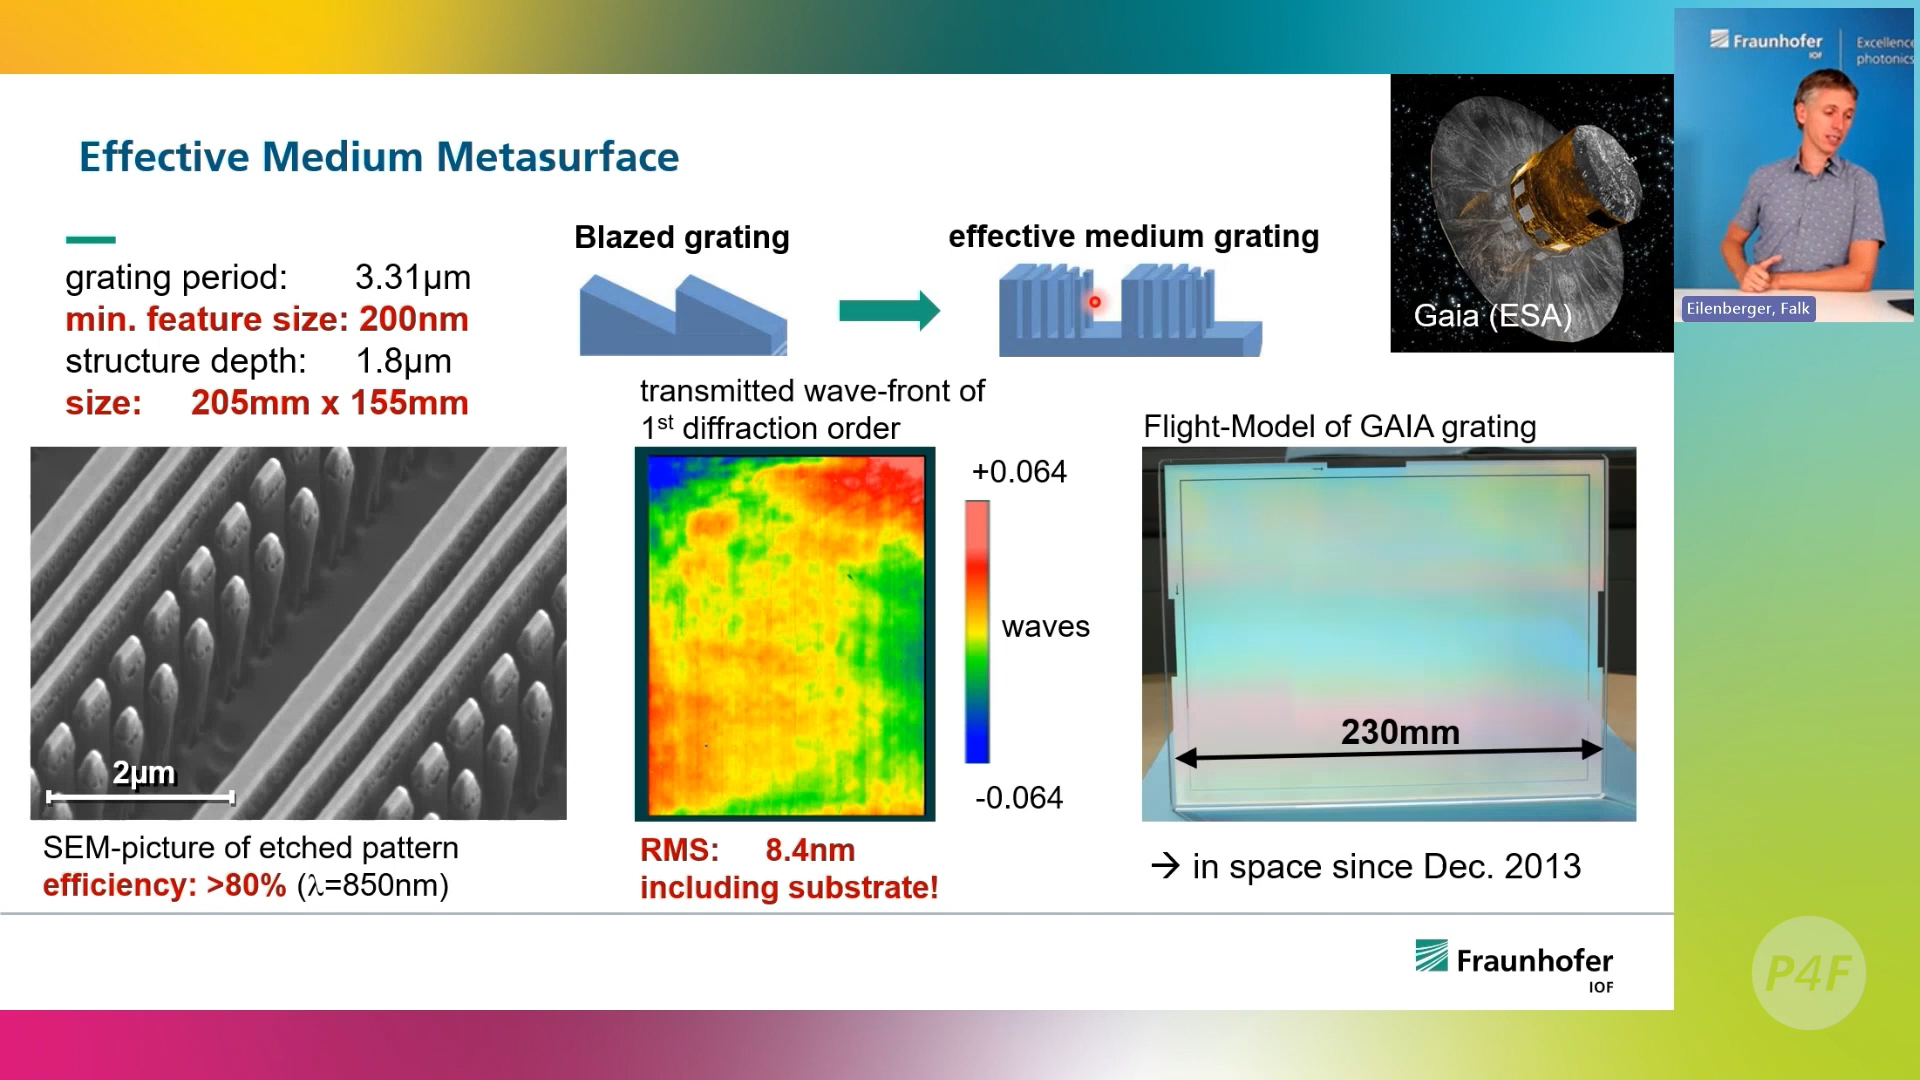 Effective Medium Metasurface
grating period: 3.31µm
min. feature size: 200nm
structure depth: 1.8µm
size: 205mm x 155mm
Blazed grating
effective medium grating
Gaia (ESA)
Fraunhofer
IOF
Excellence
photonics
Eilenberger, Falk
transmitted wave-front of
1st diffraction order
+0.064
waves
-0.064
Flight-Model of GAIA grating
230mm
2µm
SEM-picture of etched pattern
efficiency: >80% (λ=850nm)
RMS: 8.4nm
including substrate!
→ in space since Dec. 2013
Fraunhofer
IOF
P4F